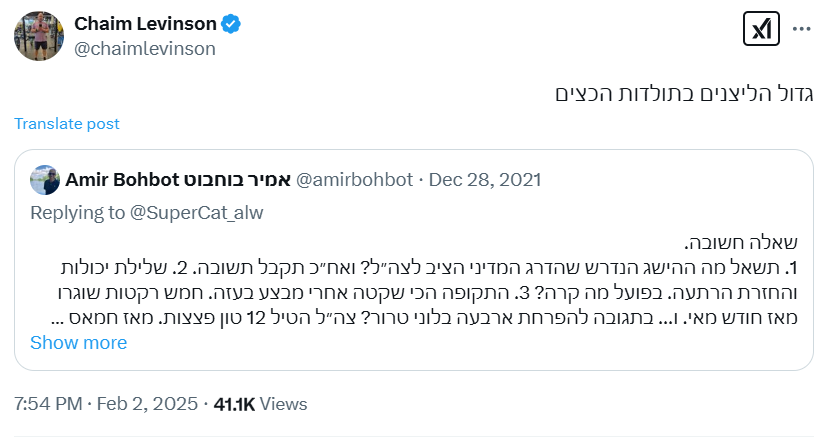 Chaim Levinson
@chaimlevinson
גדול הליצנים בתולדות הכצים
Translate post
Amir Bohbot אמיר בוחבוט @amirbohbot · Dec 28, 2021
Replying to @SuperCat_alw
שאלה חשובה.
1. תשאל מה ההישג הנדרש שהדרג המדיני הציב לצה״ל? ואח״כ תקבל תשובה. 2. שלילת יכולות
והחזרת הרתעה. בפועל מה קרה? 3. התקופה הכי שקטה אחרי מבצע בעזה. חמש רקטות שוגרו
מאז חודש מאי. ו... בתגובה להפרחת ארבעה בלוני טרור? צה״ל הטיל 12 טון פצצות. מאז חמאס ...
Show more
7:54 PM · Feb 2, 2025 · 41.1K Views